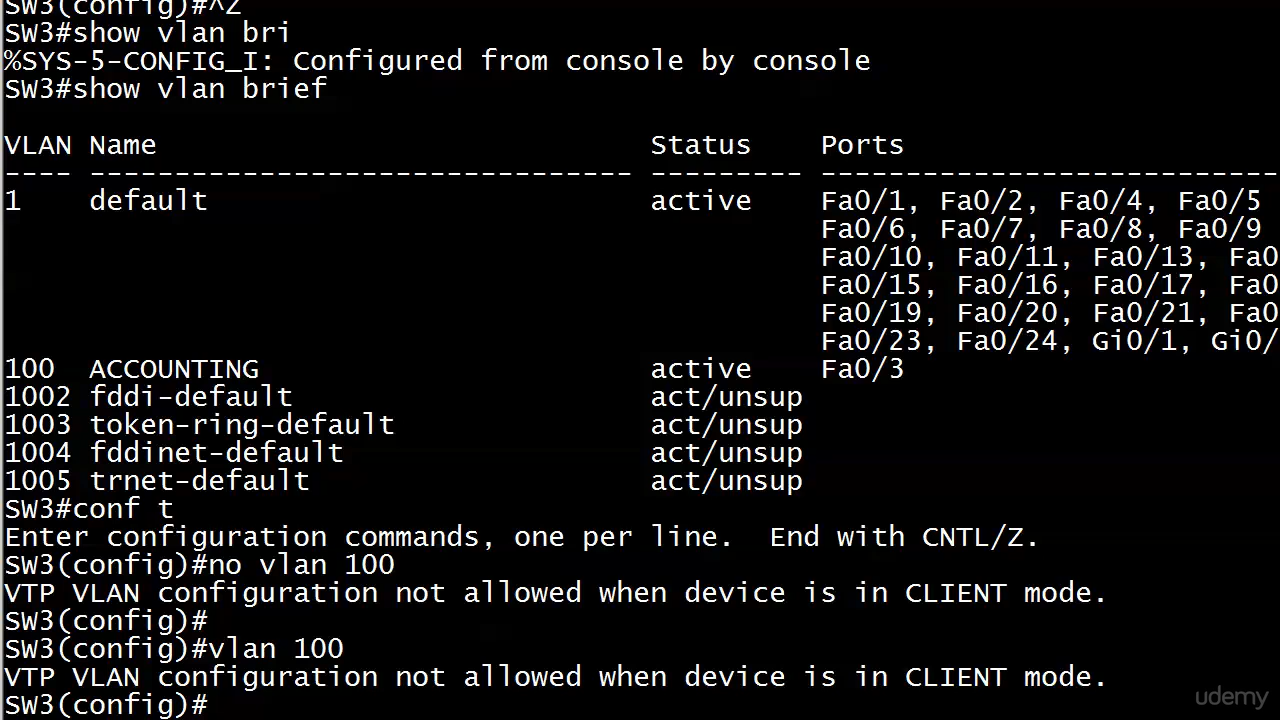 SW3(config)#^Z
SW3#show vlan bri
%SYS-5-CONFIG_I: Configured from console by console
SW3#show vlan brief
VLAN Name Status Ports
---- -------------------------------- --------- ---------------------------
1 default active Fa0/1, Fa0/2, Fa0/4, Fa0/5
Fa0/6, Fa0/7, Fa0/8, Fa0/9
Fa0/10, Fa0/11, Fa0/13, Fa0
Fa0/15, Fa0/16, Fa0/17, Fa0
Fa0/19, Fa0/20, Fa0/21, Fa0
Fa0/23, Fa0/24, Gi0/1, Gi0/
100 ACCOUNTING active Fa0/3
1002 fddi-default act/unsup
1003 token-ring-default act/unsup
1004 fddinet-default act/unsup
1005 trnet-default act/unsup
SW3#conf t
Enter configuration commands, one per line. End with CNTL/Z.
SW3(config)#no vlan 100
VTP VLAN configuration not allowed when device is in CLIENT mode.
SW3(config)#
SW3(config)#vlan 100
VTP VLAN configuration not allowed when device is in CLIENT mode.
SW3(config)#
udemy